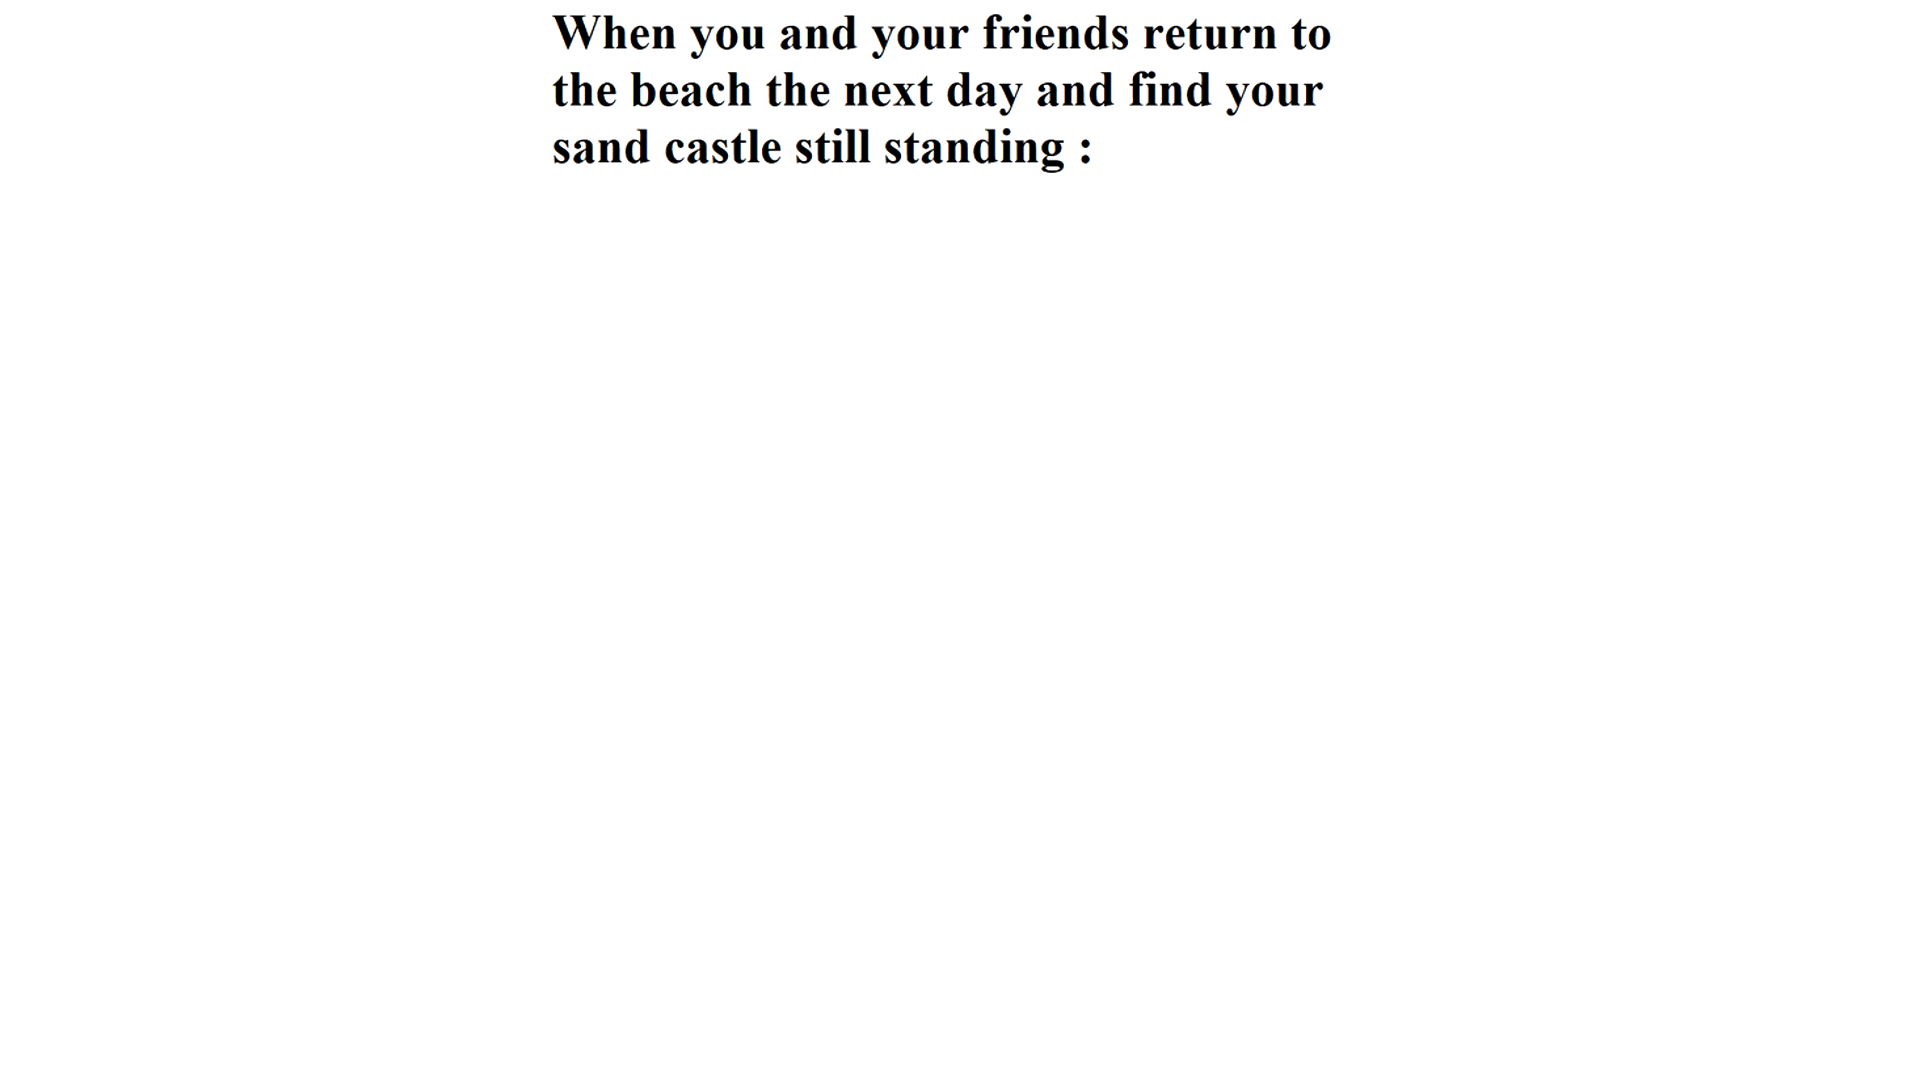 When you and your friends return to
the beach the next day and find your
sand castle still standing :